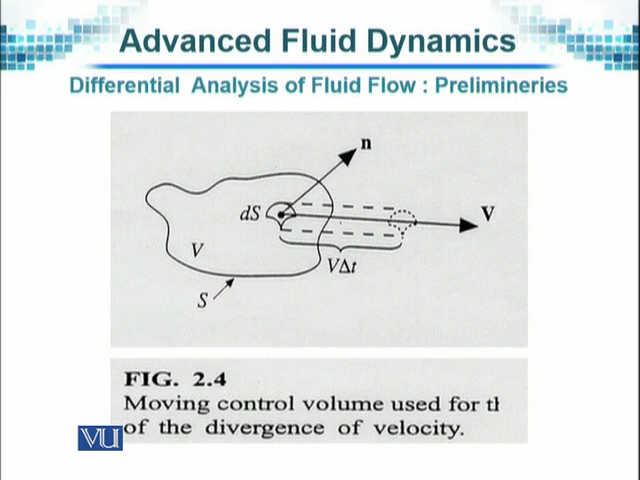 Advanced Fluid Dynamics
Differential Analysis of Fluid Flow : Prelimineries
n
dS
V
V
VΔt
S
FIG. 2.4
Moving control volume used for th
of the divergence of velocity.
VU